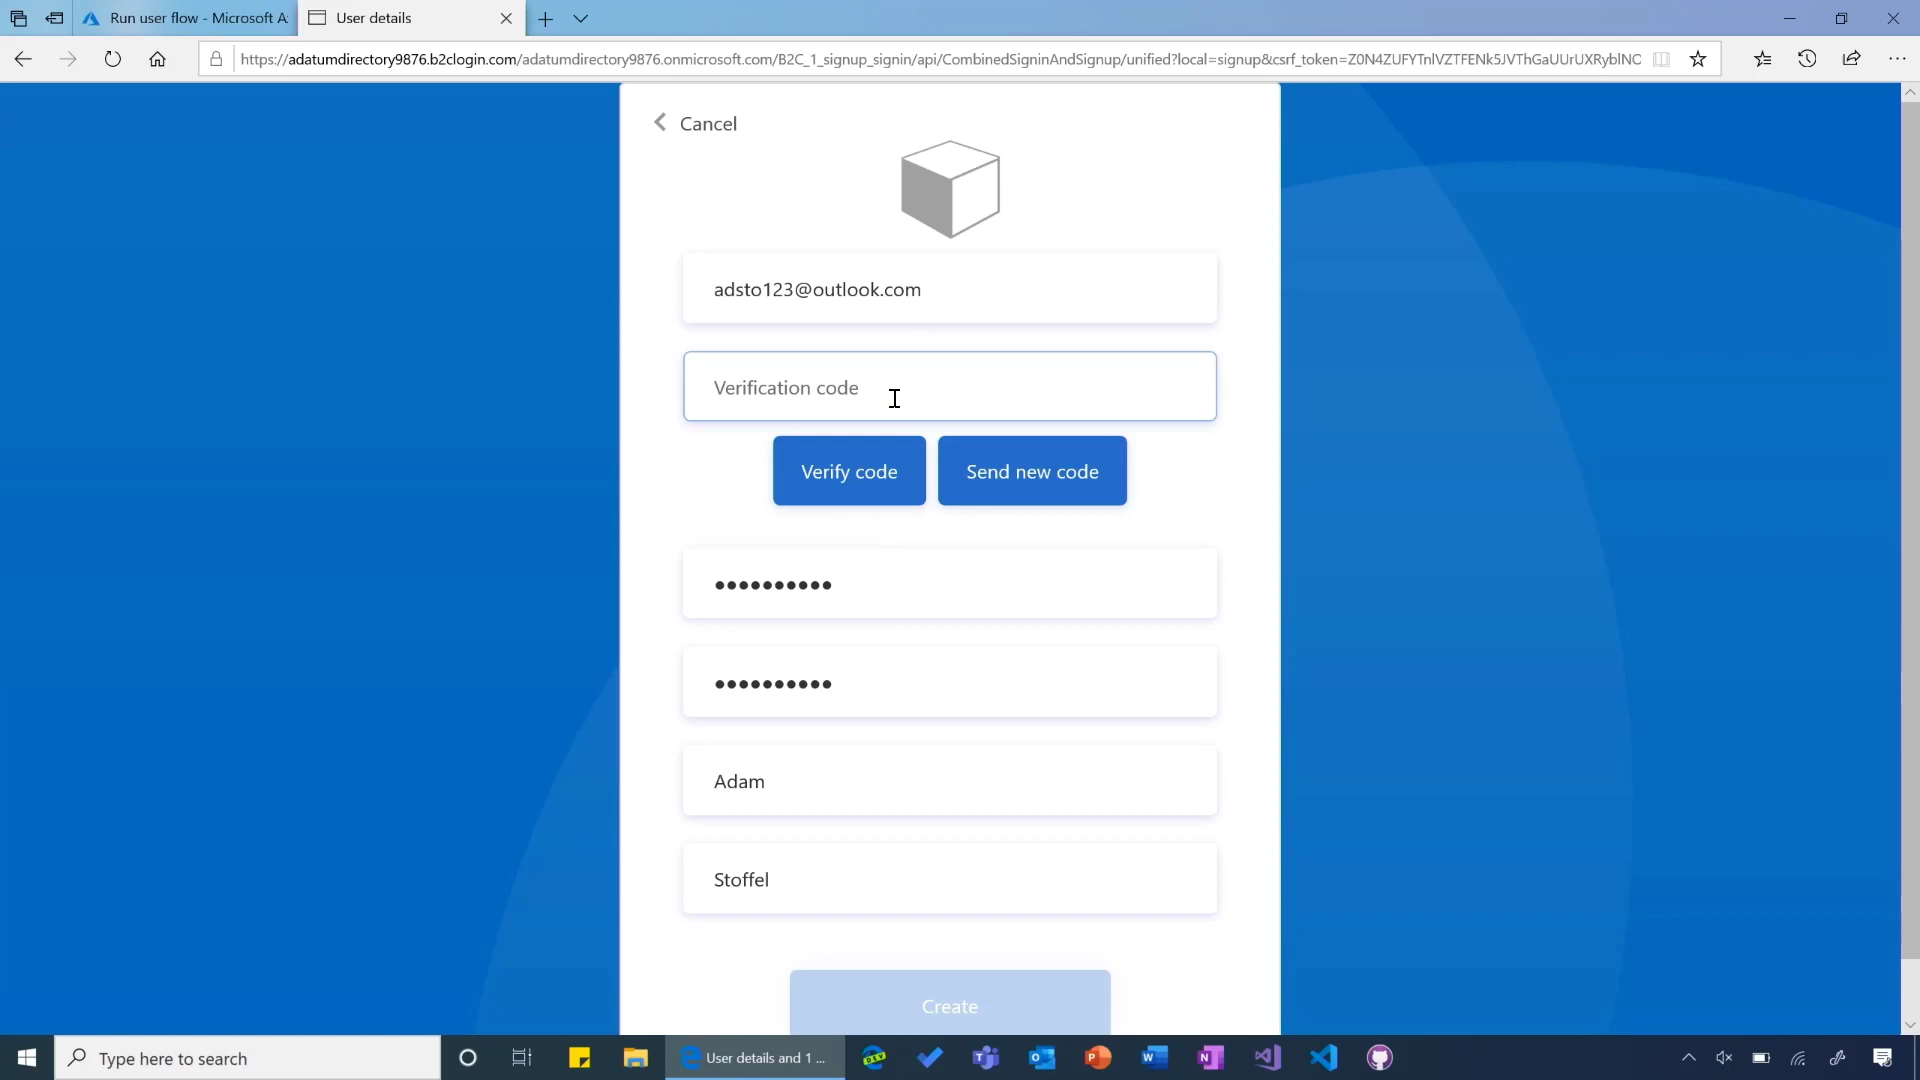 Run user flow - Microsoft A
User details
https://adatumdirectory9876.b2clogin.com/adatumdirectory9876.onmicrosoft.com/B2C_1_signup_signin/api/CombinedSigninAndSignup/unified?local=signup&csrf_token=Z0N4ZUFYTnlVZTFENk5JVThGaUUrUXRyblNC
Cancel
adsto123@outlook.com
Verification code
Verify code
Send new code
Adam
Stoffel
Create
Type here to search
User details and 1 ...
DEV